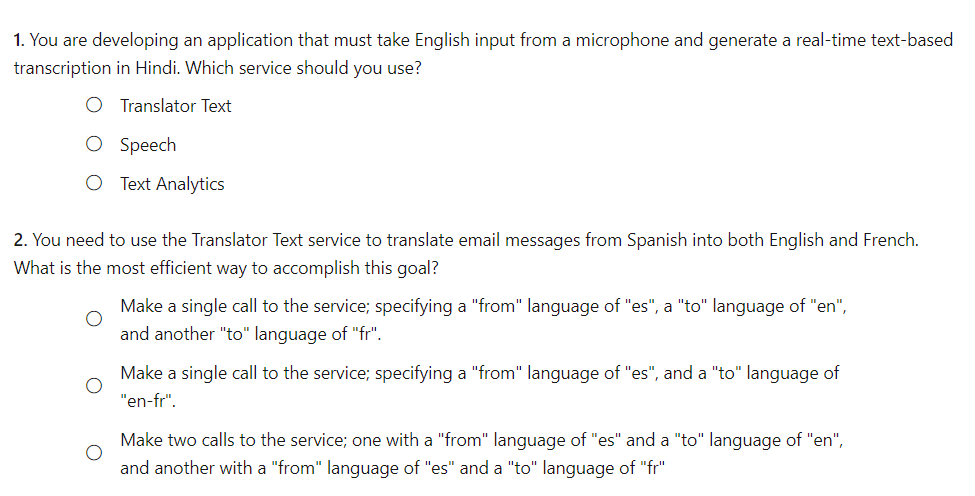 1. You are developing an application that must take English input from a microphone and generate a real-time text-based
transcription in Hindi. Which service should you use?
Translator Text
Speech
Text Analytics
2. You need to use the Translator Text service to translate email messages from Spanish into both English and French.
What is the most efficient way to accomplish this goal?
Make a single call to the service; specifying a "from" language of "es", a "to" language of "en",
and another "to" language of "fr".
Make a single call to the service; specifying a "from" language of "es", and a "to" language of
"en-fr".
Make two calls to the service; one with a "from" language of "es" and a "to" language of "en",
and another with a "from" language of "es" and a "to" language of "fr"